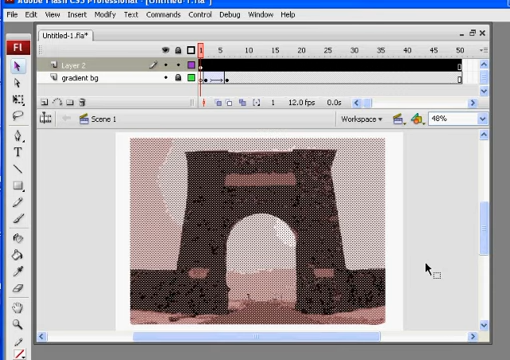 Adobe Flash CS3 Professional - [Untitled-1.fla*]
File Edit View Insert Modify Text Commands Control Debug Window Help
Untitled-1.fla*
Fl
1 5 10 15 20 25 30 35 40 45 50
Layer 2
gradient bg
1 12.0 fps 0.0s
Scene 1
Workspace
48%
T